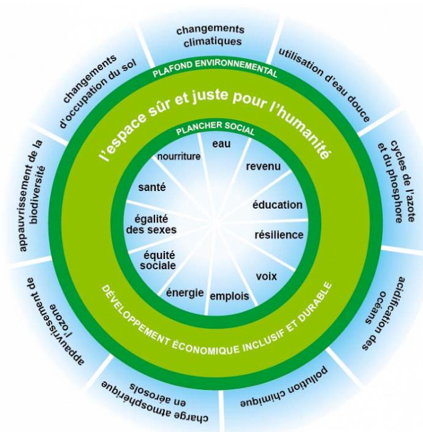 changements
climatiques
utilisation d'eau douce
cycles de l'azote
et du phosphore
acidification des
océans
pollution chimique
charge atmosphérique
en aérosols
appauvrissement de
l'ozone
appauvrissement de la
biodiversité
changements
d'occupation du sol
PLAFOND ENVIRONNEMENTAL
l'espace sûr et juste pour l'humanité
PLANCHER SOCIAL
eau
revenu
éducation
résilience
voix
emplois
énergie
équité
sociale
égalité
des sexes
santé
nourriture
DÉVELOPPEMENT ÉCONOMIQUE INCLUSIF ET DURABLE